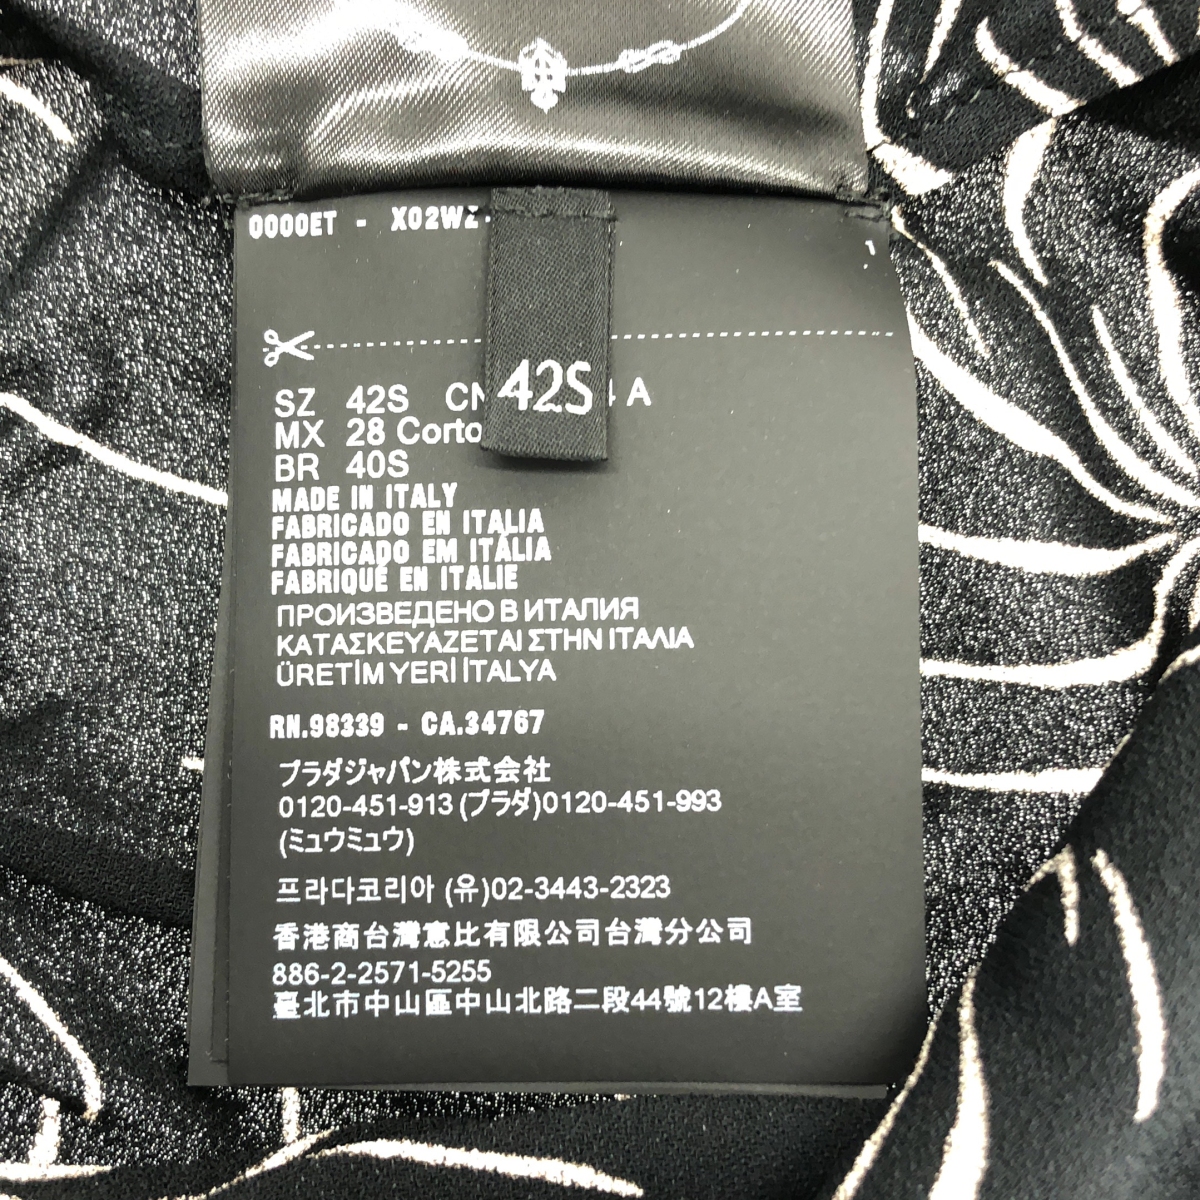 0000ET - X02WZ
42S
SZ 42S CN A
MX 28 Corto
BR 40S
MADE IN ITALY
FABRICADO EN ITALIA
FABRICADO EM ITÁLIA
FABRIQUÉ EN ITALIE
ПРОИЗВЕДЕНО В ИТАЛИЯ
ΚΑΤΑΣΚΕΥΑΖΕΤΑΙ ΣΤΗΝ ΙΤΑΛΙΑ
ÜRETİM YERİ İTALYA
RN.98339 - CA.34767
プラダジャパン株式会社
0120-451-913 (プラダ)0120-451-993
(ミュウミュウ)
프라다코리아 (유)02-3443-2323
香港商台灣惠比有限公司台灣分公司
886-2-2571-5255
臺北市中山區中山北路二段44號12樓A室